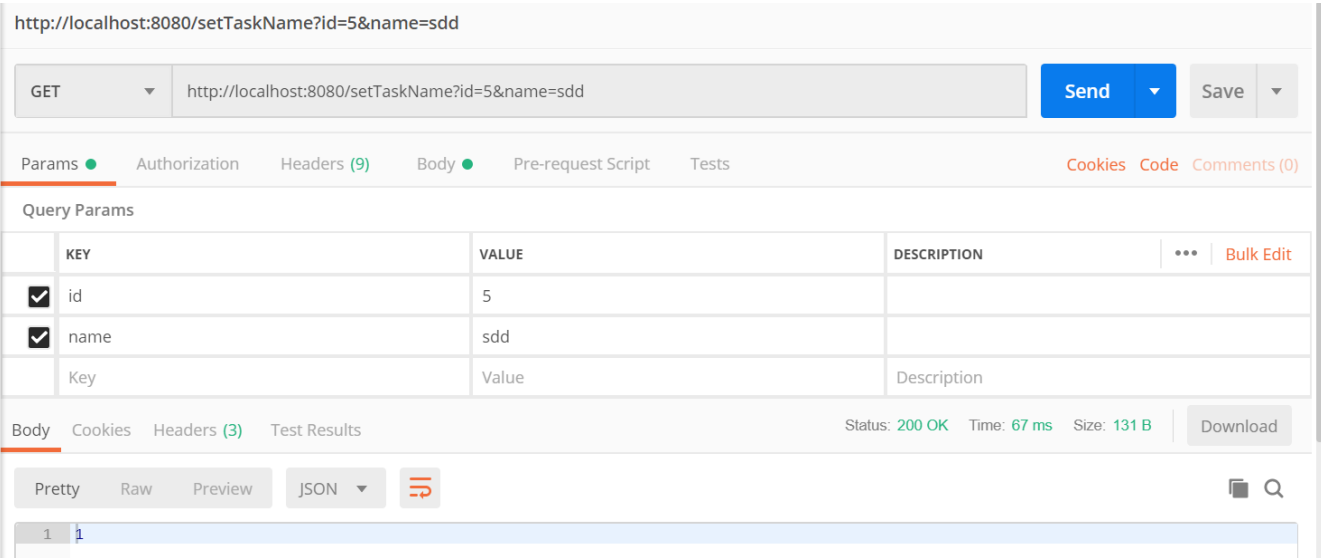 http://localhost:8080/setTaskName?id=5&name=sdd
GET http://localhost:8080/setTaskName?id=5&name=sdd Send Save
Params Authorization Headers (9) Body Pre-request Script Tests Cookies Code Comments (0)
Query Params
KEY VALUE DESCRIPTION ••• Bulk Edit
id 5
name sdd
Key Value Description
Body Cookies Headers (3) Test Results Status: 200 OK Time: 67 ms Size: 131 B Download
Pretty Raw Preview JSON
1 1